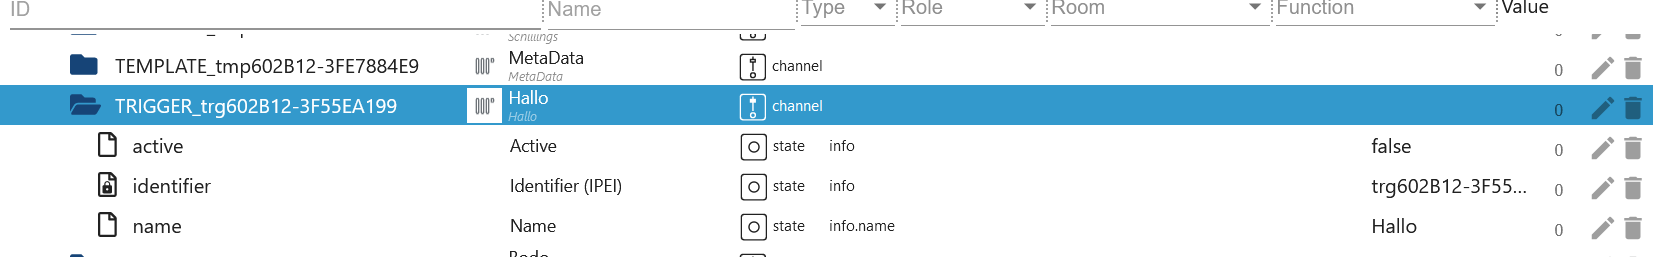 ID Name Type Role Room Function Value
Schillings
TEMPLATE_tmp602B12-3FE7884E9 MetaData channel 0
MetaData
TRIGGER_trg602B12-3F55EA199 Hallo channel 0
Hallo
active Active state info false 0
identifier Identifier (IPEI) state info trg602B12-3F55... 0
name Name state info.name Hallo 0